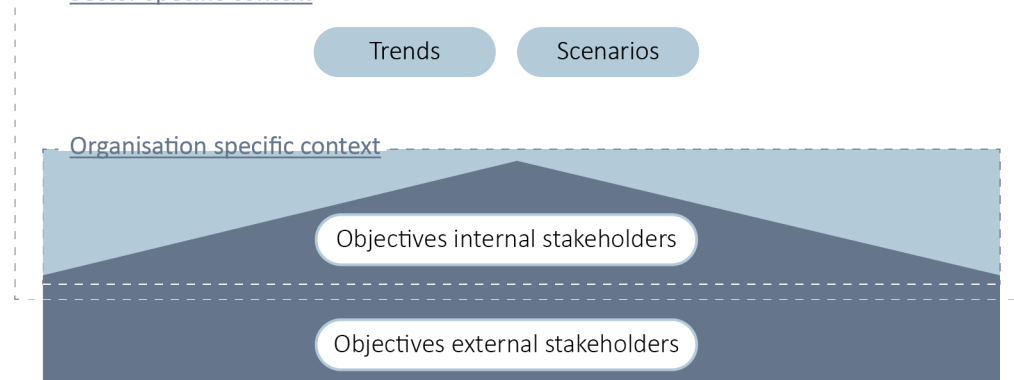 Trends
Scenarios
Organisation specific context
Objectives internal stakeholders
Objectives external stakeholders